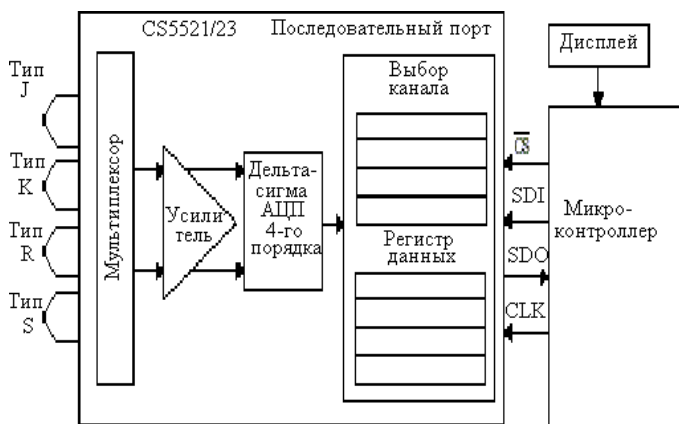 CS5521/23
Последовательный порт
Дисплей
Тип
J
Тип
K
Тип
R
Тип
S
Мультиплексор
Усили
тель
Дельта-
сигма
АЦП
4-го
порядка
Выбор
канала
Регистр
данных
CS
SDI
SDO
CLK
Микро-
контроллер